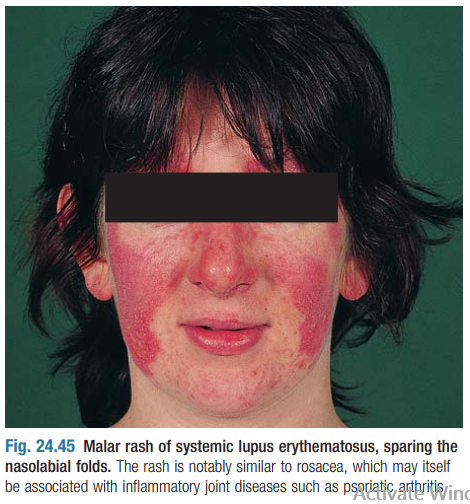 Fig. 24.45 Malar rash of systemic lupus erythematosus, sparing the
nasolabial folds. The rash is notably similar to rosacea, which may itself
be associated with inflammatory joint diseases such as psoriatic arthritis.
Activate Wind